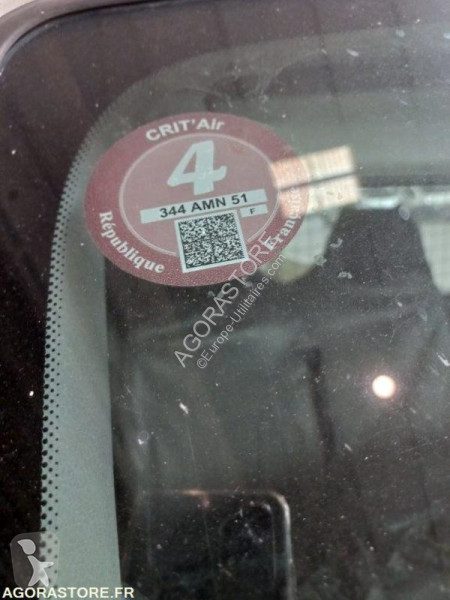 CRIT'Air
4
344 AMN 51
F
République Française
AGORASTORE
©Europe-Utilitaires.com
AGORASTORE.FR